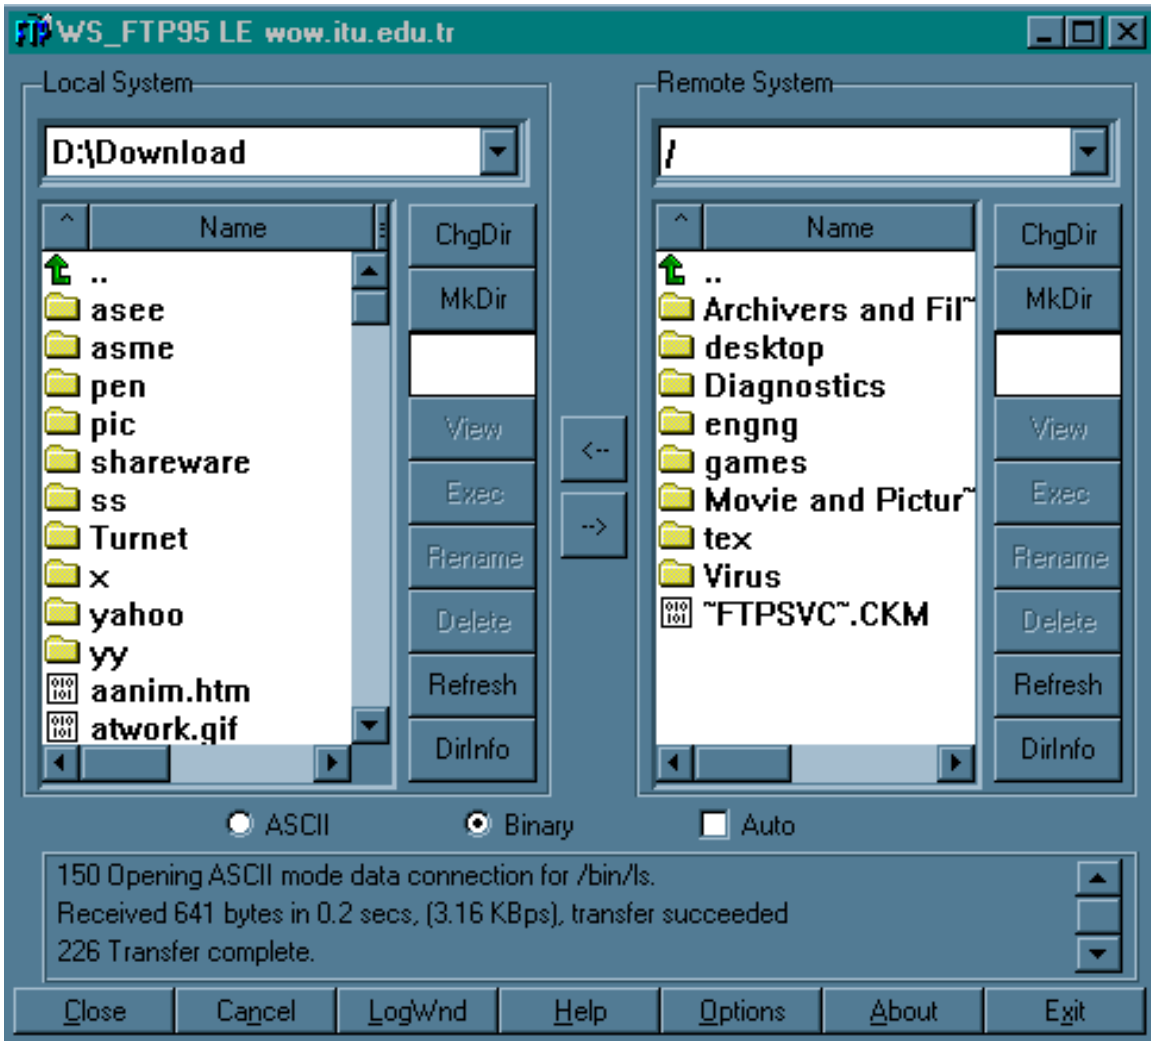 WS_FTP95 LE wow.itu.edu.tr
Local System
D:\Download
^ Name
..
asee
asme
pen
pic
shareware
ss
Turnet
x
yahoo
yy
aanim.htm
atwork.gif
ChgDir
MkDir
View
Exec
Rename
Delete
Refresh
DirInfo
<--
-->
Remote System
/
^ Name
..
Archivers and Fil~
desktop
Diagnostics
engng
games
Movie and Pictur~
tex
Virus
~FTPSVC~.CKM
ChgDir
MkDir
View
Exec
Rename
Delete
Refresh
DirInfo
ASCII Binary Auto
150 Opening ASCII mode data connection for /bin/ls.
Received 641 bytes in 0.2 secs, (3.16 KBps), transfer succeeded
226 Transfer complete.
Close Cancel LogWnd Help Options About Exit